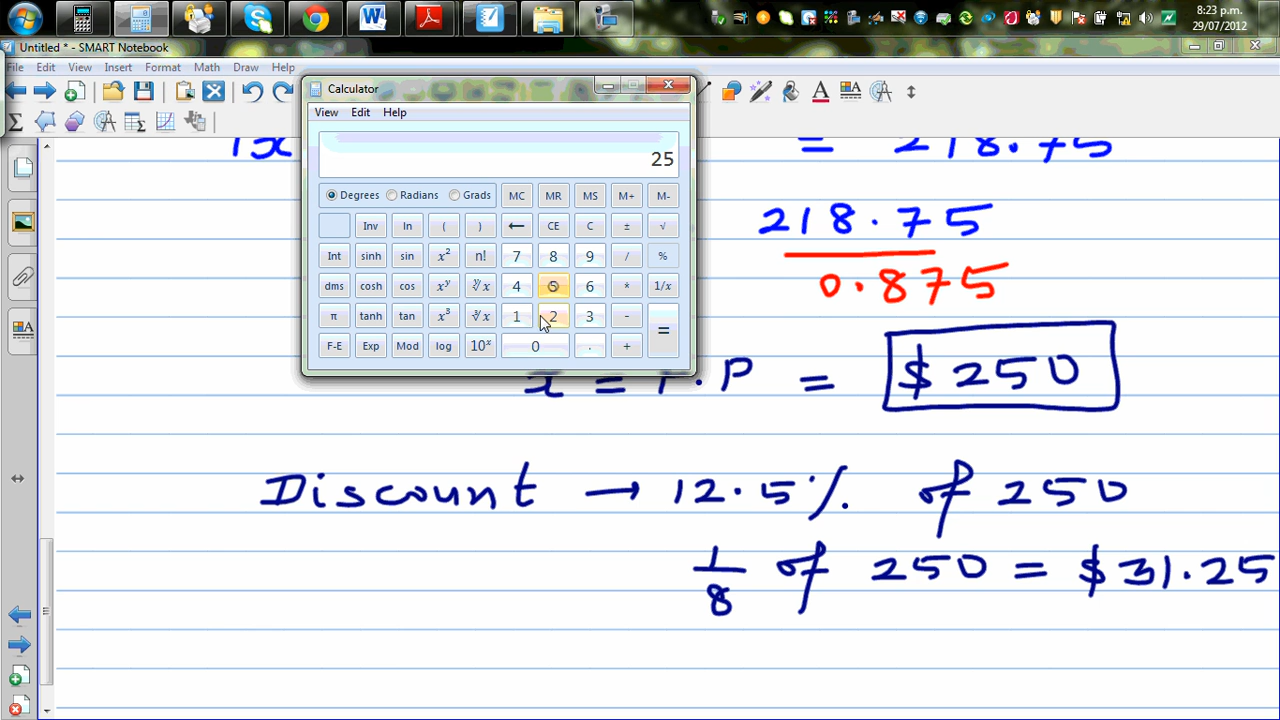 8:23 p.m.
29/07/2012
Untitled * - SMART Notebook
File Edit View Insert Format Math Draw Help
Calculator
View Edit Help
25
Degrees Radians Grads MC MR MS M+ M-
Inv ln ( ) ← CE C ± √
Int sinh sin x² n! 7 8 9 / %
dms cosh cos xʸ ʸ√x 4 5 6 * 1/x
π tanh tan x³ ³√x 1 2 3 - =
F-E Exp Mod log 10ˣ 0 . +
= 218.75
218.75
0.875
x = P.P = $250
Discount → 12.5% of 250
1/8 of 250 = $31.25